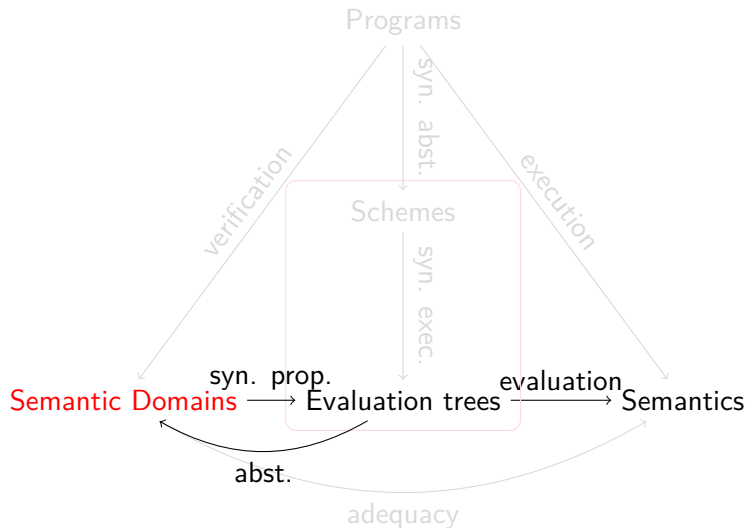 Programs
syn. abst.
verification
execution
Schemes
syn. exec.
syn. prop.
evaluation
Semantic Domains
Evaluation trees
Semantics
abst.
adequacy